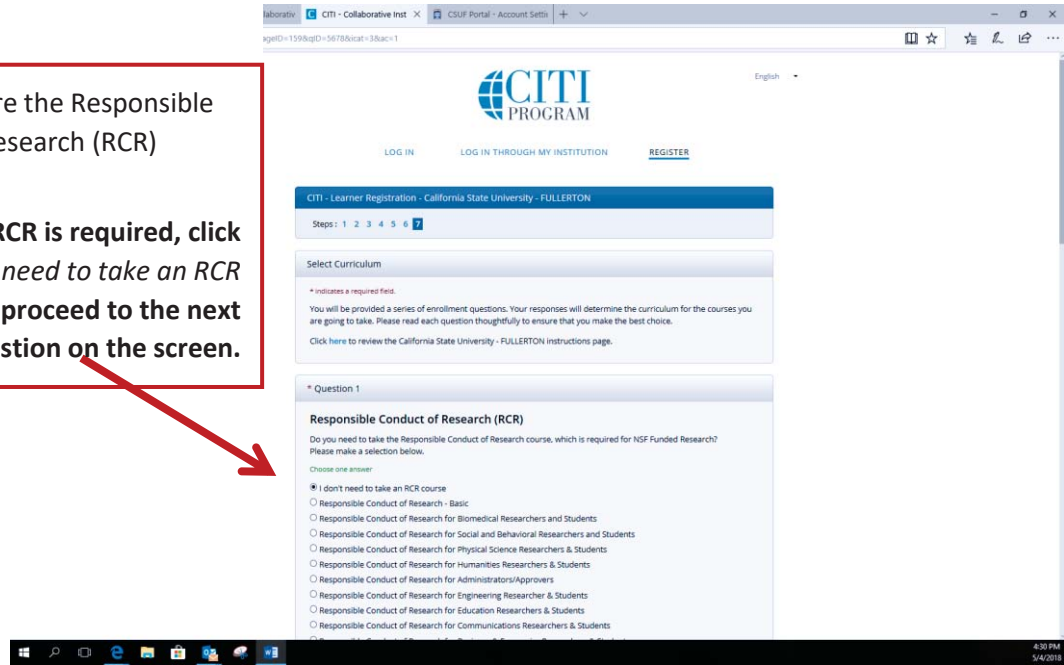 CITI - Collaborative Inst
CSUF Portal - Account Settin
ageID=159&qID=5678&icat=3&ac=1
CITI
PROGRAM
English
LOG IN LOG IN THROUGH MY INSTITUTION REGISTER
re the Responsible
esearch (RCR)
RCR is required, click
need to take an RCR
proceed to the next
stion on the screen.
CITI - Learner Registration - California State University - FULLERTON
Steps: 1 2 3 4 5 6 7
Select Curriculum
* indicates a required field.
You will be provided a series of enrollment questions. Your responses will determine the curriculum for the courses you
are going to take. Please read each question thoughtfully to ensure that you make the best choice.
Click here to review the California State University - FULLERTON instructions page.
* Question 1
Responsible Conduct of Research (RCR)
Do you need to take the Responsible Conduct of Research course, which is required for NSF Funded Research?
Please make a selection below.
Choose one answer
I don't need to take an RCR course
Responsible Conduct of Research - Basic
Responsible Conduct of Research for Biomedical Researchers and Students
Responsible Conduct of Research for Social and Behavioral Researchers and Students
Responsible Conduct of Research for Physical Science Researchers & Students
Responsible Conduct of Research for Humanities Researchers & Students
Responsible Conduct of Research for Administrators/Approvers
Responsible Conduct of Research for Engineering Researcher & Students
Responsible Conduct of Research for Education Researchers & Students
Responsible Conduct of Research for Communications Researchers & Students
4:30 PM
5/4/2018